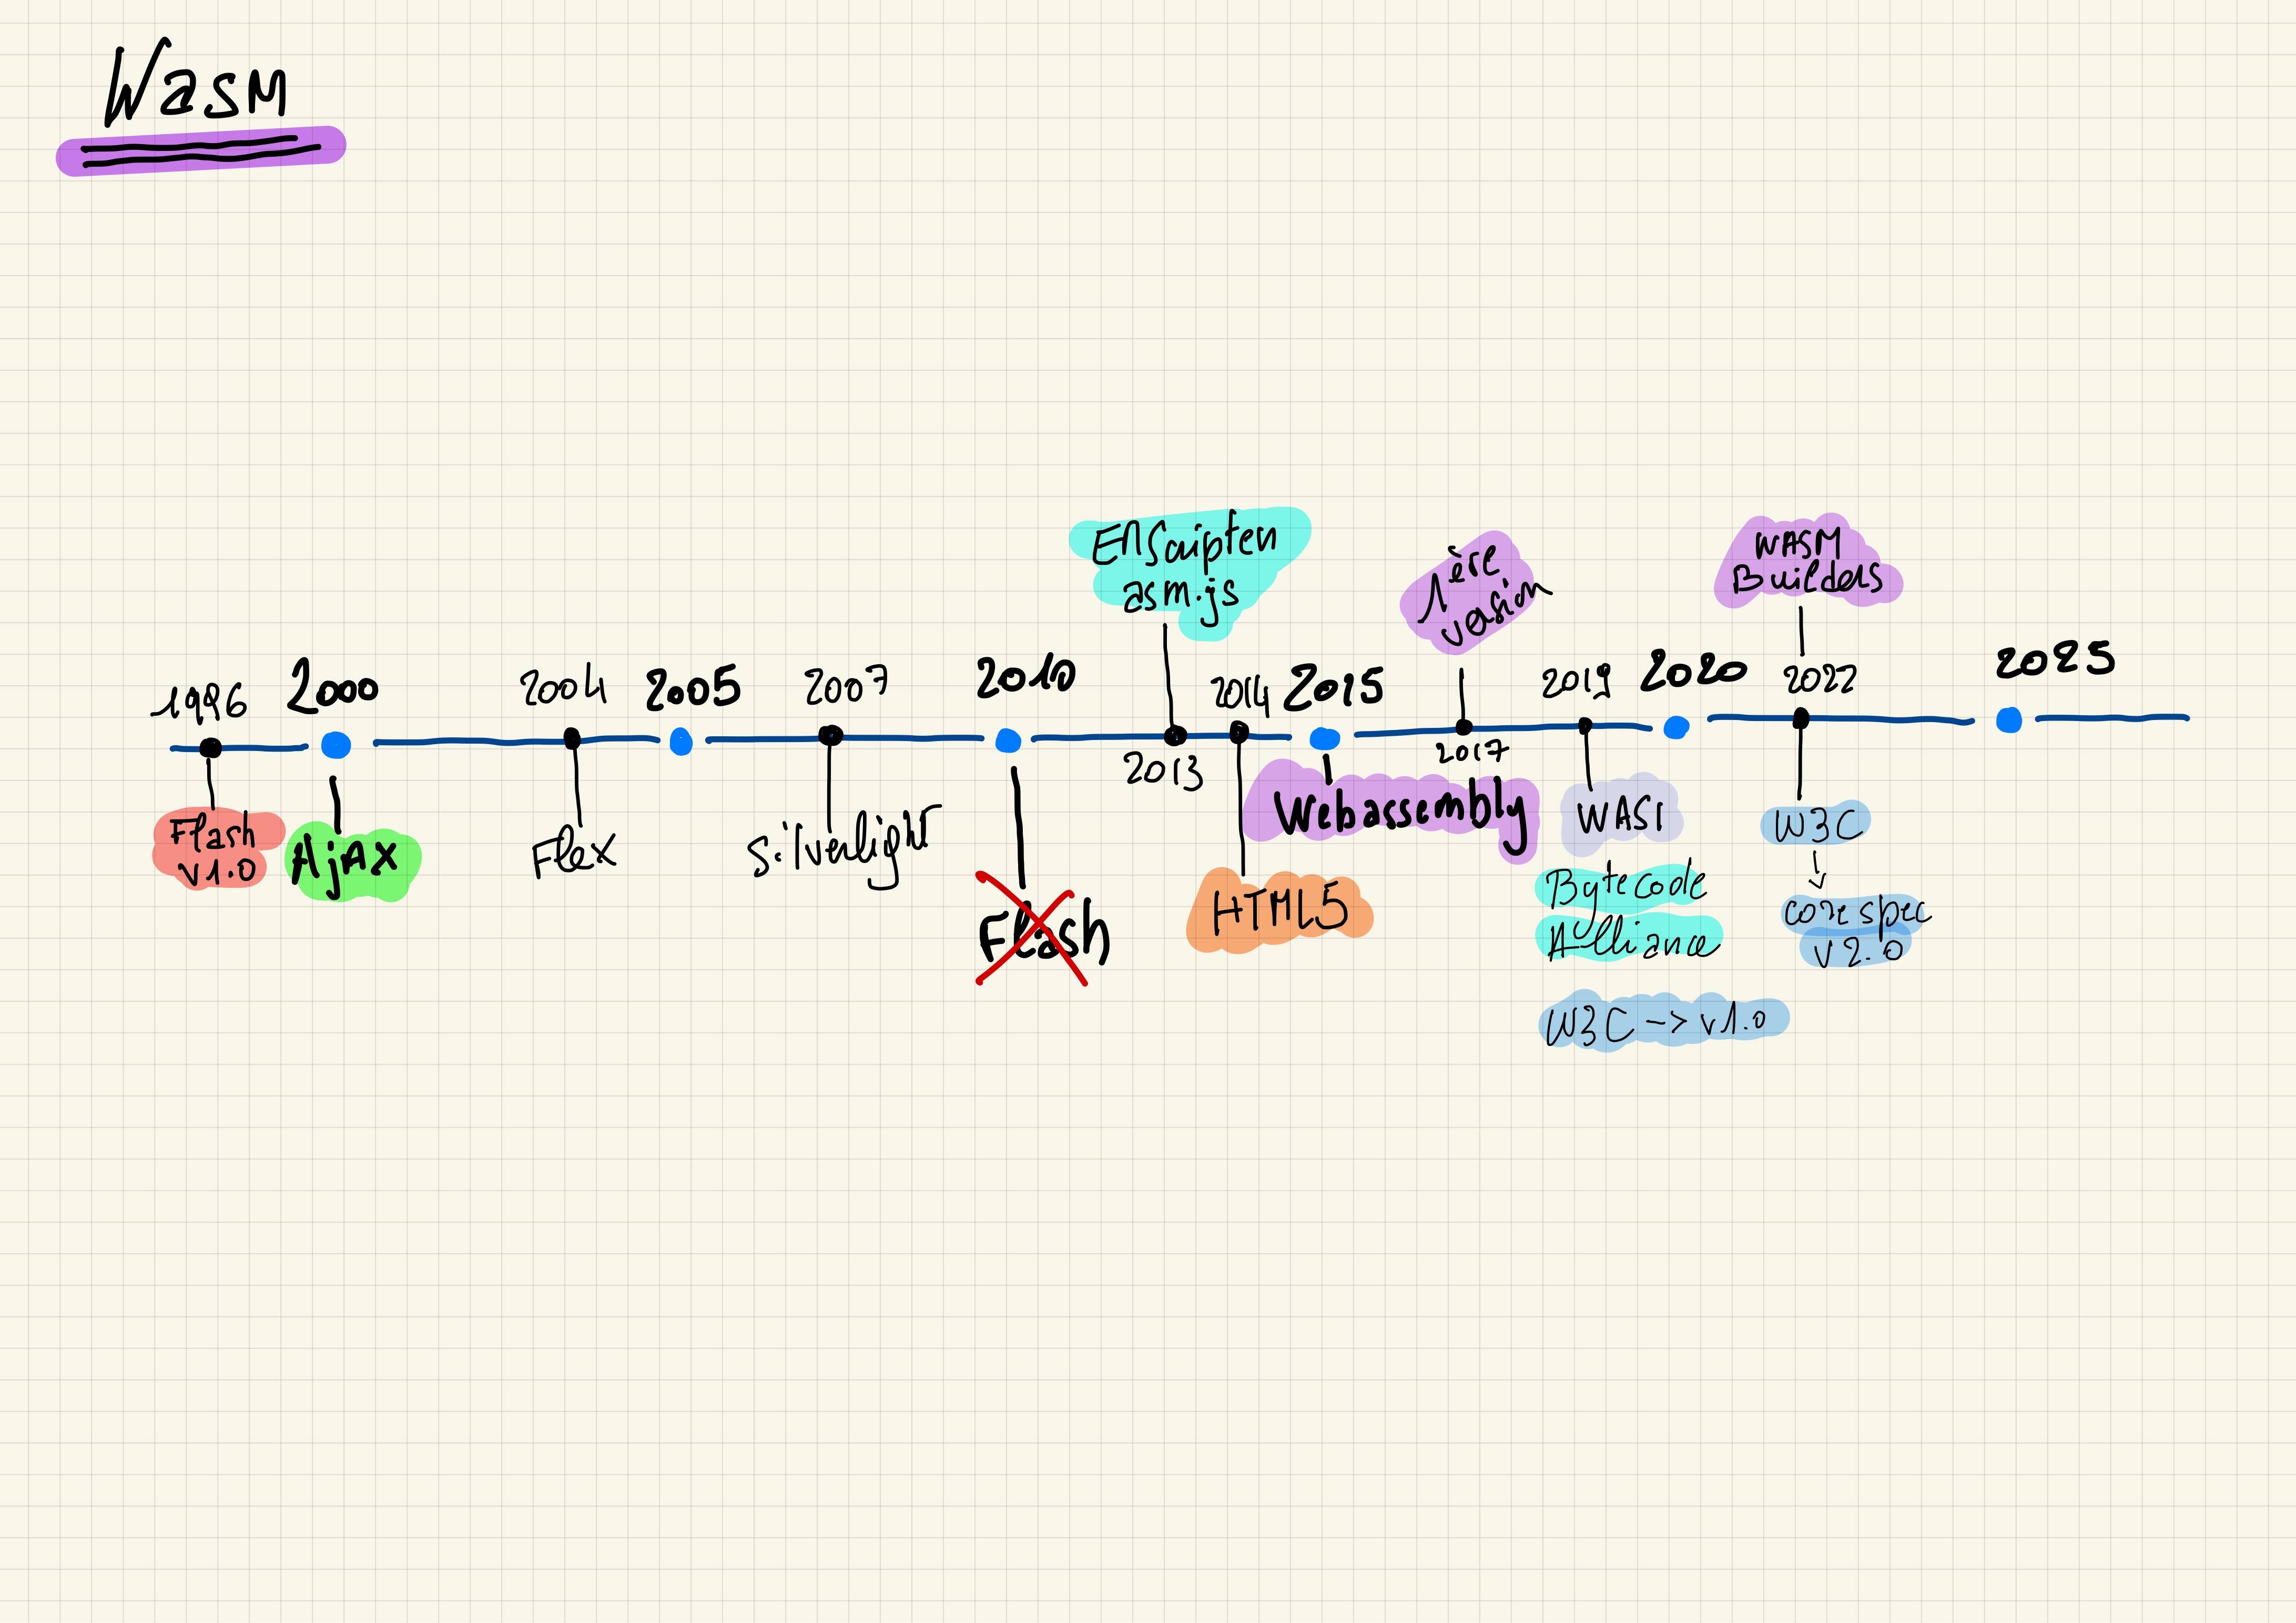 Wasm
EMScripten
asm.js
1ère
version
WASM
Builders
1996
2000
2004
2005
2007
2010
2013
2014
2015
2017
2019
2020
2022
2025
Flash
v1.0
AjAX
Flex
Silverlight
Flash
HTML5
Webassembly
WASI
Bytecode
Alliance
W3C -> v1.0
W3C
core spec
v2.0